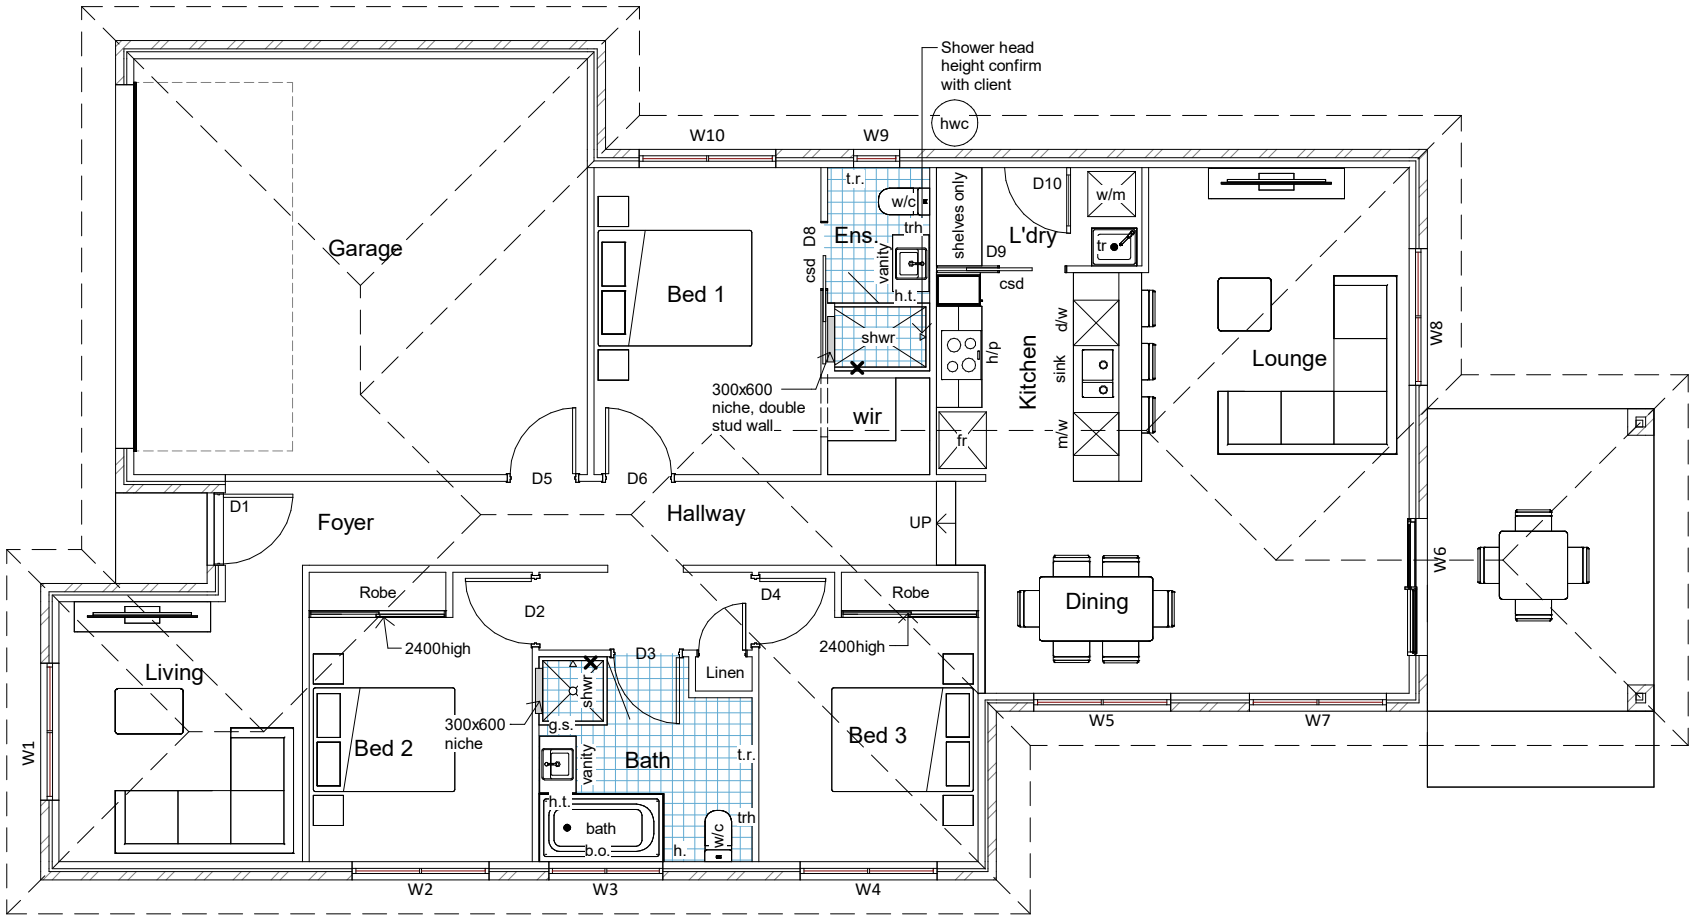 Shower head
height confirm
with client
hwc
W10
W9
t.r.
D10
w/m
w/c
shelves only
trh
tr
Garage
D8
Ens.
vanity
L'dry
D9
csd
csd
h.t.
Bed 1
d/w
shwr
h/p
Kitchen
sink
Lounge
W8
300x600
niche, double
stud wall
wir
fr
m/w
D5
D6
D1
Foyer
Hallway
UP
W6
Robe
D2
D4
Robe
Dining
2400high
2400high
D3
Living
Linen
shwr
300x600
niche
g.s.
W5
W7
W1
Bed 2
vanity
Bath
t.r.
Bed 3
h.t.
bath
b.o.
h.
w/c
trh
W2
W3
W4